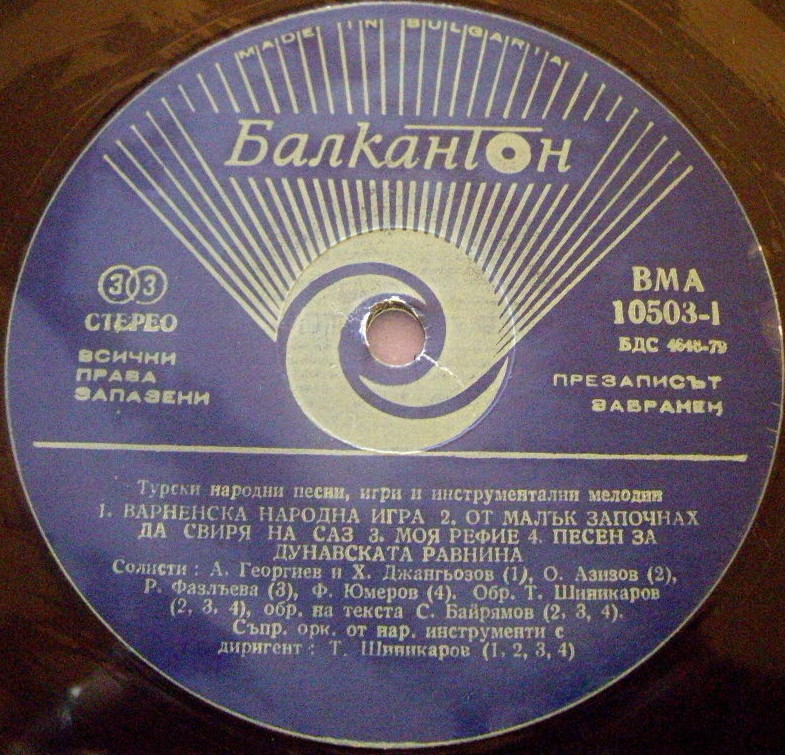 MADE IN BULGARIA
Балкантон
33
СТЕРЕО
ВСИЧНИ
ПРАВА
ЗАПАЗЕНИ
ВМА
10503-I
БДС 4648-79
ПРЕЗАПИСЪТ
ЗАБРАНЕН
Турски народни песни, игри и инструментални мелодии
1. ВАРНЕНСКА НАРОДНА ИГРА 2. ОТ МАЛЪК ЗАПОЧНАХ
ДА СВИРЯ НА САЗ 3. МОЯ РЕФИЕ 4. ПЕСЕН ЗА
ДУНАВСКАТА РАВНИНА
Солисти : А. Георгиев и Х. Джангьозов (1), О. Азизов (2),
Р. Фазлъева (3), Ф. Юмеров (4). Обр. Т. Шиникаров
(2, 3, 4), обр. на текста С. Байрямов (2, 3, 4).
Съпр. орк. от нар. инструменти с
диригент : Т. Шиникаров (1, 2, 3, 4)